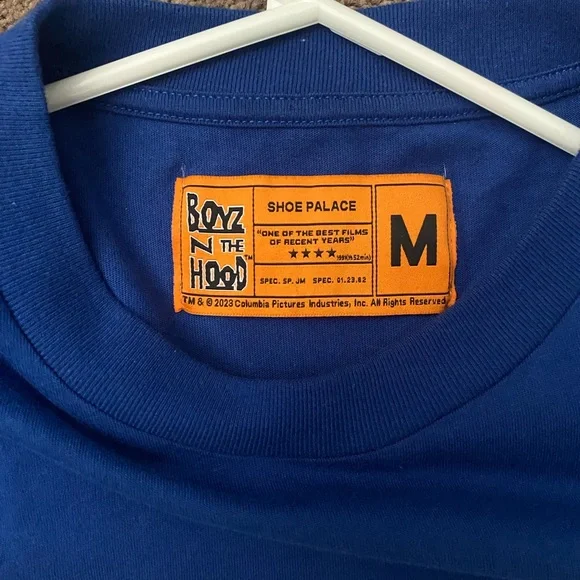 BOYZ
N THE
HOOD™
SHOE PALACE
"ONE OF THE BEST FILMS
OF RECENT YEARS"
★★★★
SPEC. SP. JM SPEC. 01.23.82
M
TM & © 2023 Columbia Pictures Industries, Inc. All Rights Reserved